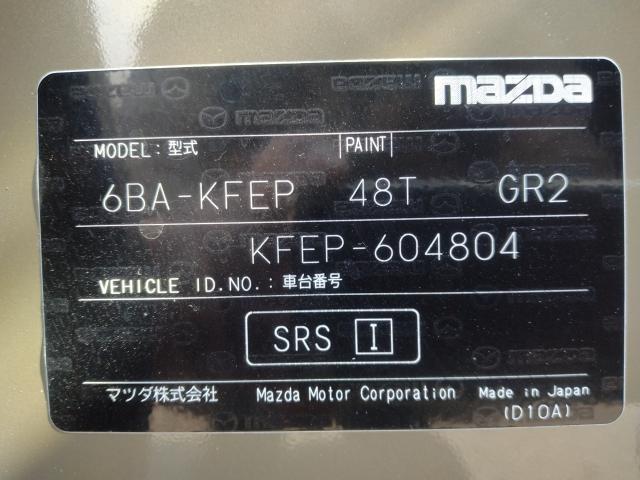 mazda
MODEL: 型式 PAINT
6BA-KFEP 48T GR2
KFEP-604804
VEHICLE ID.NO.: 車台番号
SRS I
マツダ株式会社 Mazda Motor Corporation Made in Japan
(D10A)